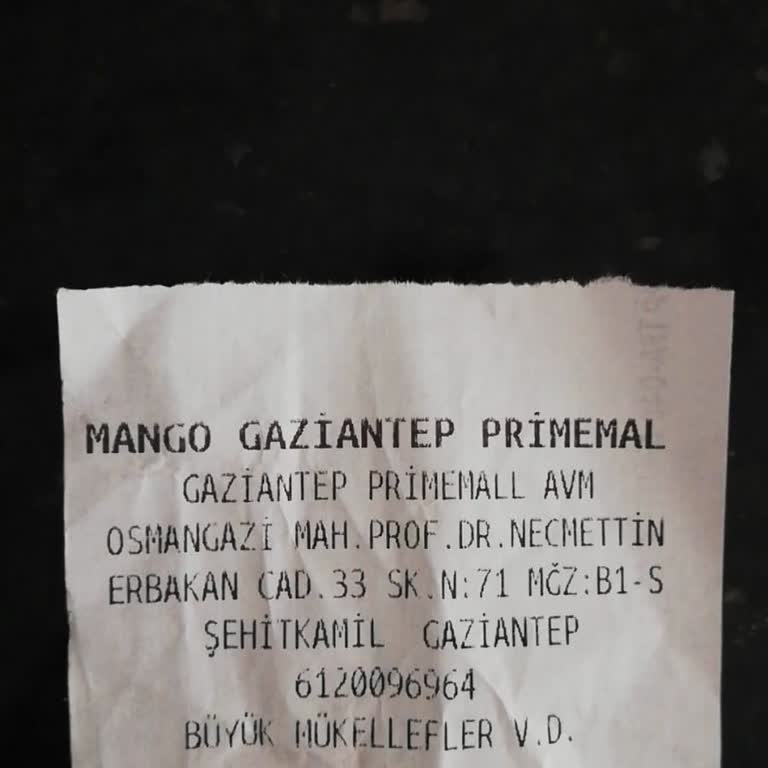 MANGO GAZİANTEP PRİMEMAL
GAZİANTEP PRİMEMALL AVM
OSMANGAZİ MAH.PROF.DR.NECMETTİN
ERBAKAN CAD.33 SK.N:71 MĞZ:B1-S
ŞEHİTKAMİL GAZİANTEP
6120096964
BÜYÜK MÜKELLEFLER V.D.